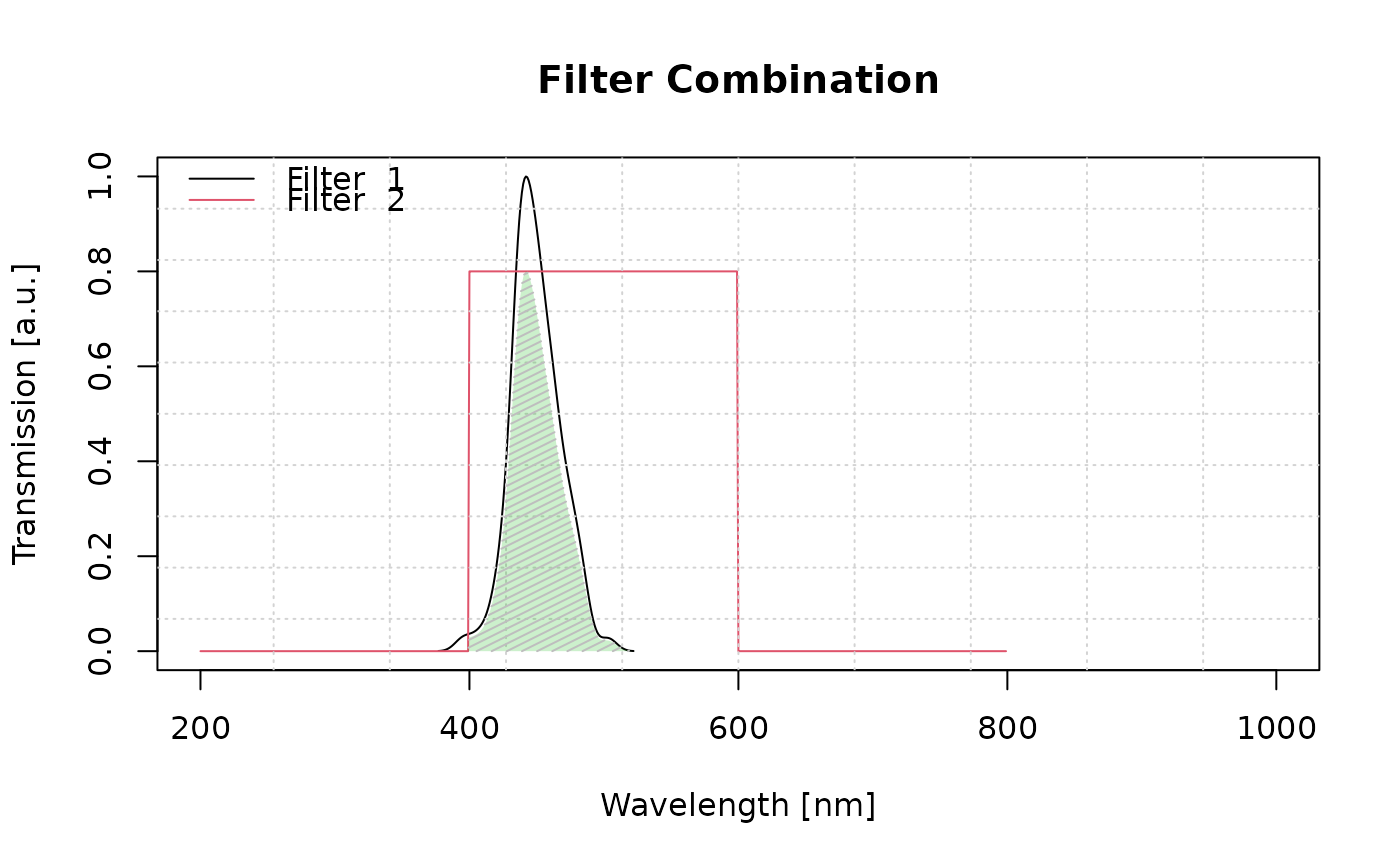 Filter Combination
Filter 1
Filter 2
Transmission [a.u.]
1.0
0.8
0.6
0.4
0.2
0.0
200 400 600 800 1000
Wavelength [nm]